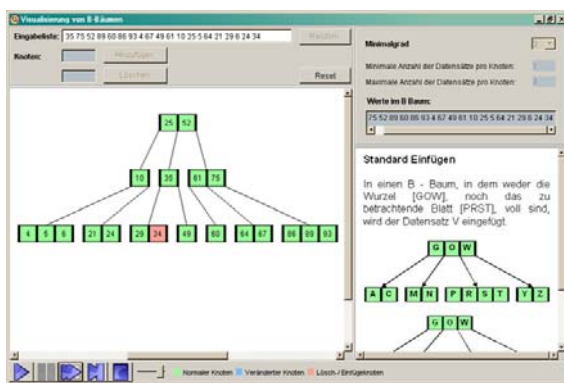 Visualisierung von B-Bäumen
Eingabeliste: 35 75 52 89 60 86 93 4 67 49 61 10 25 5 64 21 29 6 24 34
Knoten:
Hinzufügen
Löschen
Reset
Minimalgrad
2
Minimale Anzahl der Datensätze pro Knoten:
Maximale Anzahl der Datensätze pro Knoten:
Werte im B Baum:
75 52 89 60 86 93 4 67 49 61 10 25 5 64 21 29 6 24 34
25 52
10 35 61 75
4 5 6 21 24 29 34 49 60 64 67 86 89 93
Standard Einfügen
In einen B - Baum, in dem weder die
Wurzel [GOW], noch das zu
betrachtende Blatt [PRST], voll sind,
wird der Datensatz V eingefügt.
G O W
A C M N P R S T Y Z
G O W
Normaler Knoten Veränderter Knoten Lösch-/ Einfügeknoten